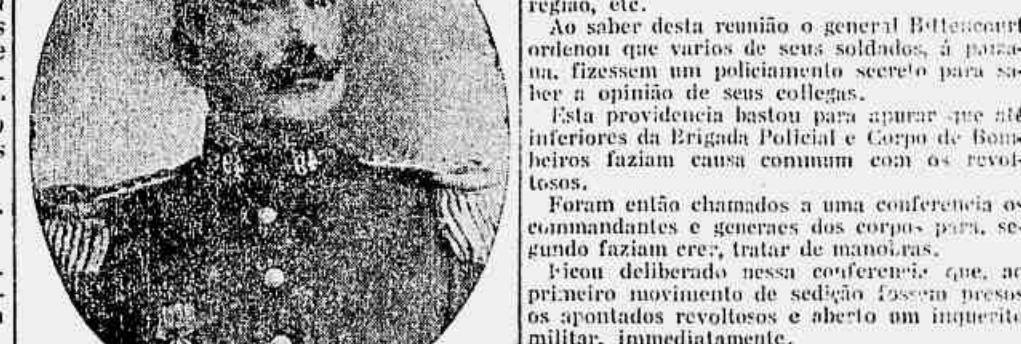 região, etc.
Ao saber desta reunião o general Bittencourt
ordenou que varios de seus soldados, á paiza-
na, fizessem um policiamento secreto para sa-
ber a opinião de seus collegas.
Esta providencia bastou para apurar que até
inferiores da Brigada Policial e Corpo de Bom-
beiros faziam causa commum com os revol-
tosos.
Foram então chamados a uma conferencia os
commandantes e generaes dos corpos para, se-
gundo faziam crer, tratar de manobras.
Ficou deliberado nessa conferencia que, ao
primeiro movimento de sedição fossem presos
os apontados revoltosos e aberto um inquerito
militar, immediatamente.